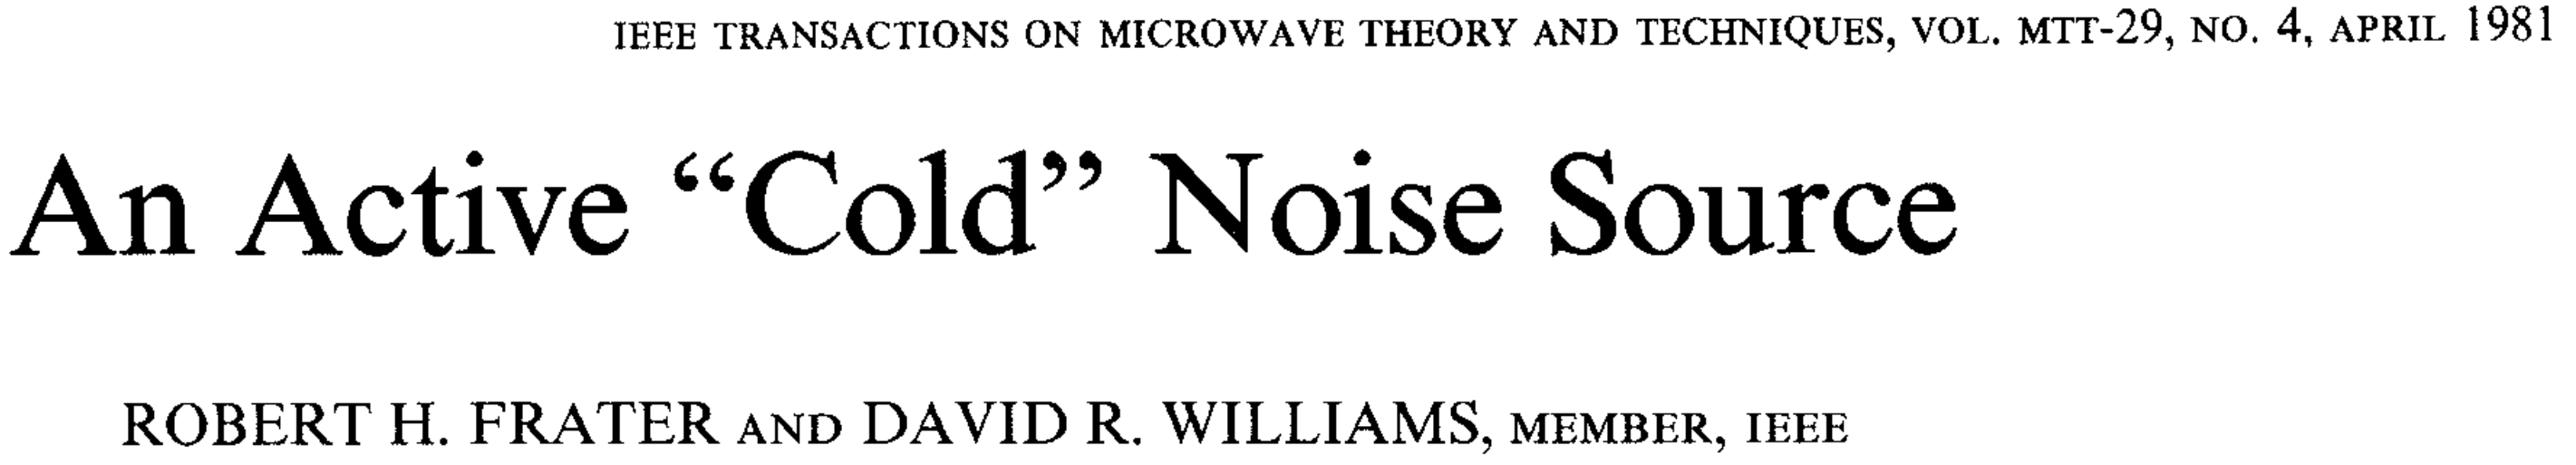 IEEE TRANSACTIONS ON MICROWAVE THEORY AND TECHNIQUES, VOL. MTT-29, NO. 4, APRIL 1981
An Active “Cold” Noise Source
ROBERT H. FRATER AND DAVID R. WILLIAMS, MEMBER, IEEE